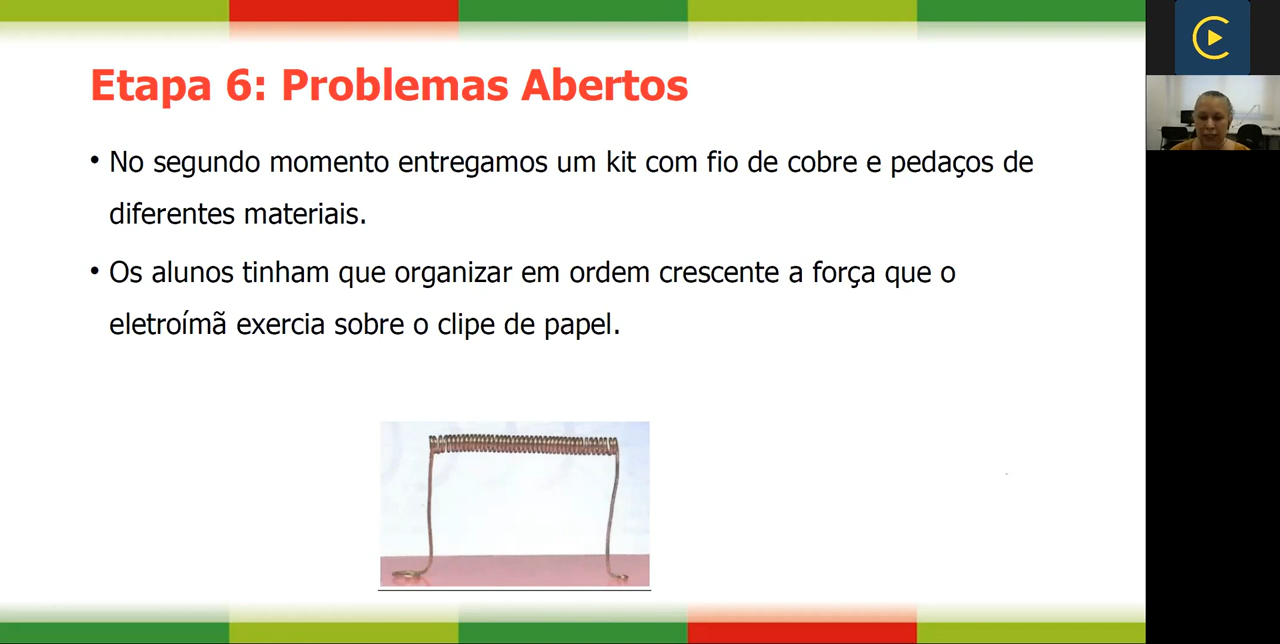 Etapa 6: Problemas Abertos
• No segundo momento entregamos um kit com fio de cobre e pedaços de
diferentes materiais.
• Os alunos tinham que organizar em ordem crescente a força que o
eletroímã exercia sobre o clipe de papel.